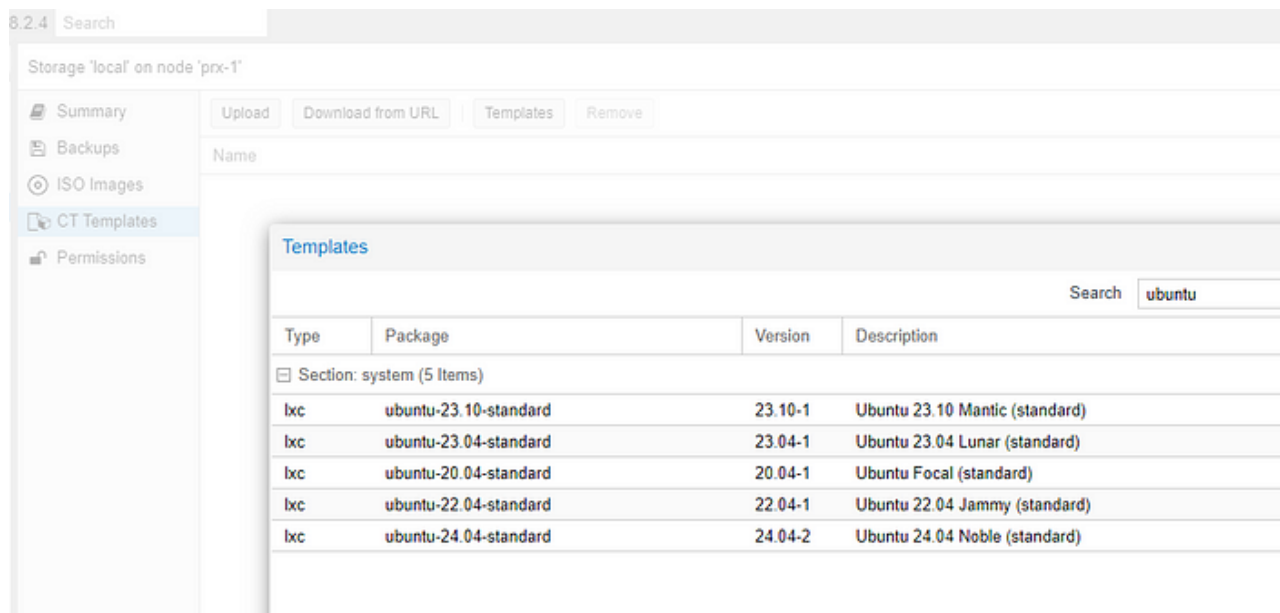 8.2.4 Search
Storage 'local' on node 'prx-1'
Summary
Upload Download from URL Templates Remove
Backups
Name
ISO Images
CT Templates
Permissions
Templates
Search ubuntu
Type Package Version Description
Section: system (5 Items)
lxc ubuntu-23.10-standard 23.10-1 Ubuntu 23.10 Mantic (standard)
lxc ubuntu-23.04-standard 23.04-1 Ubuntu 23.04 Lunar (standard)
lxc ubuntu-20.04-standard 20.04-1 Ubuntu Focal (standard)
lxc ubuntu-22.04-standard 22.04-1 Ubuntu 22.04 Jammy (standard)
lxc ubuntu-24.04-standard 24.04-2 Ubuntu 24.04 Noble (standard)